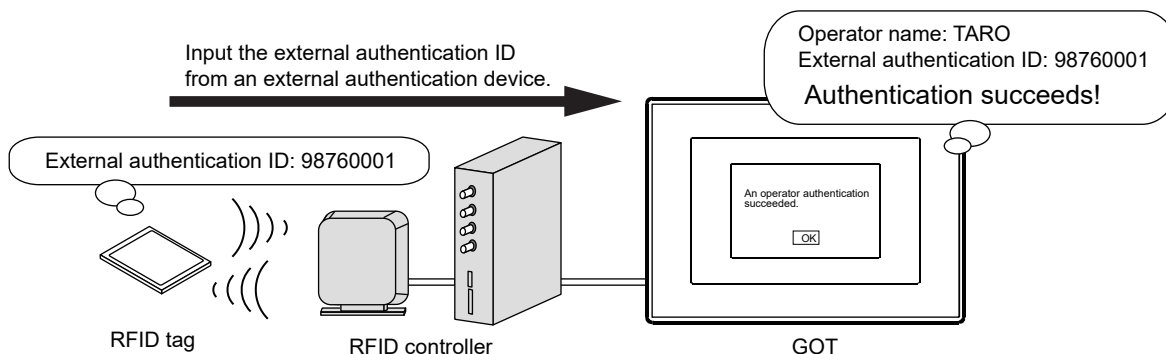 Input the external authentication ID
from an external authentication device.
Operator name: TARO
External authentication ID: 98760001
Authentication succeeds!
External authentication ID: 98760001
An operator authentication
succeeded.
OK
RFID tag
RFID controller
GOT